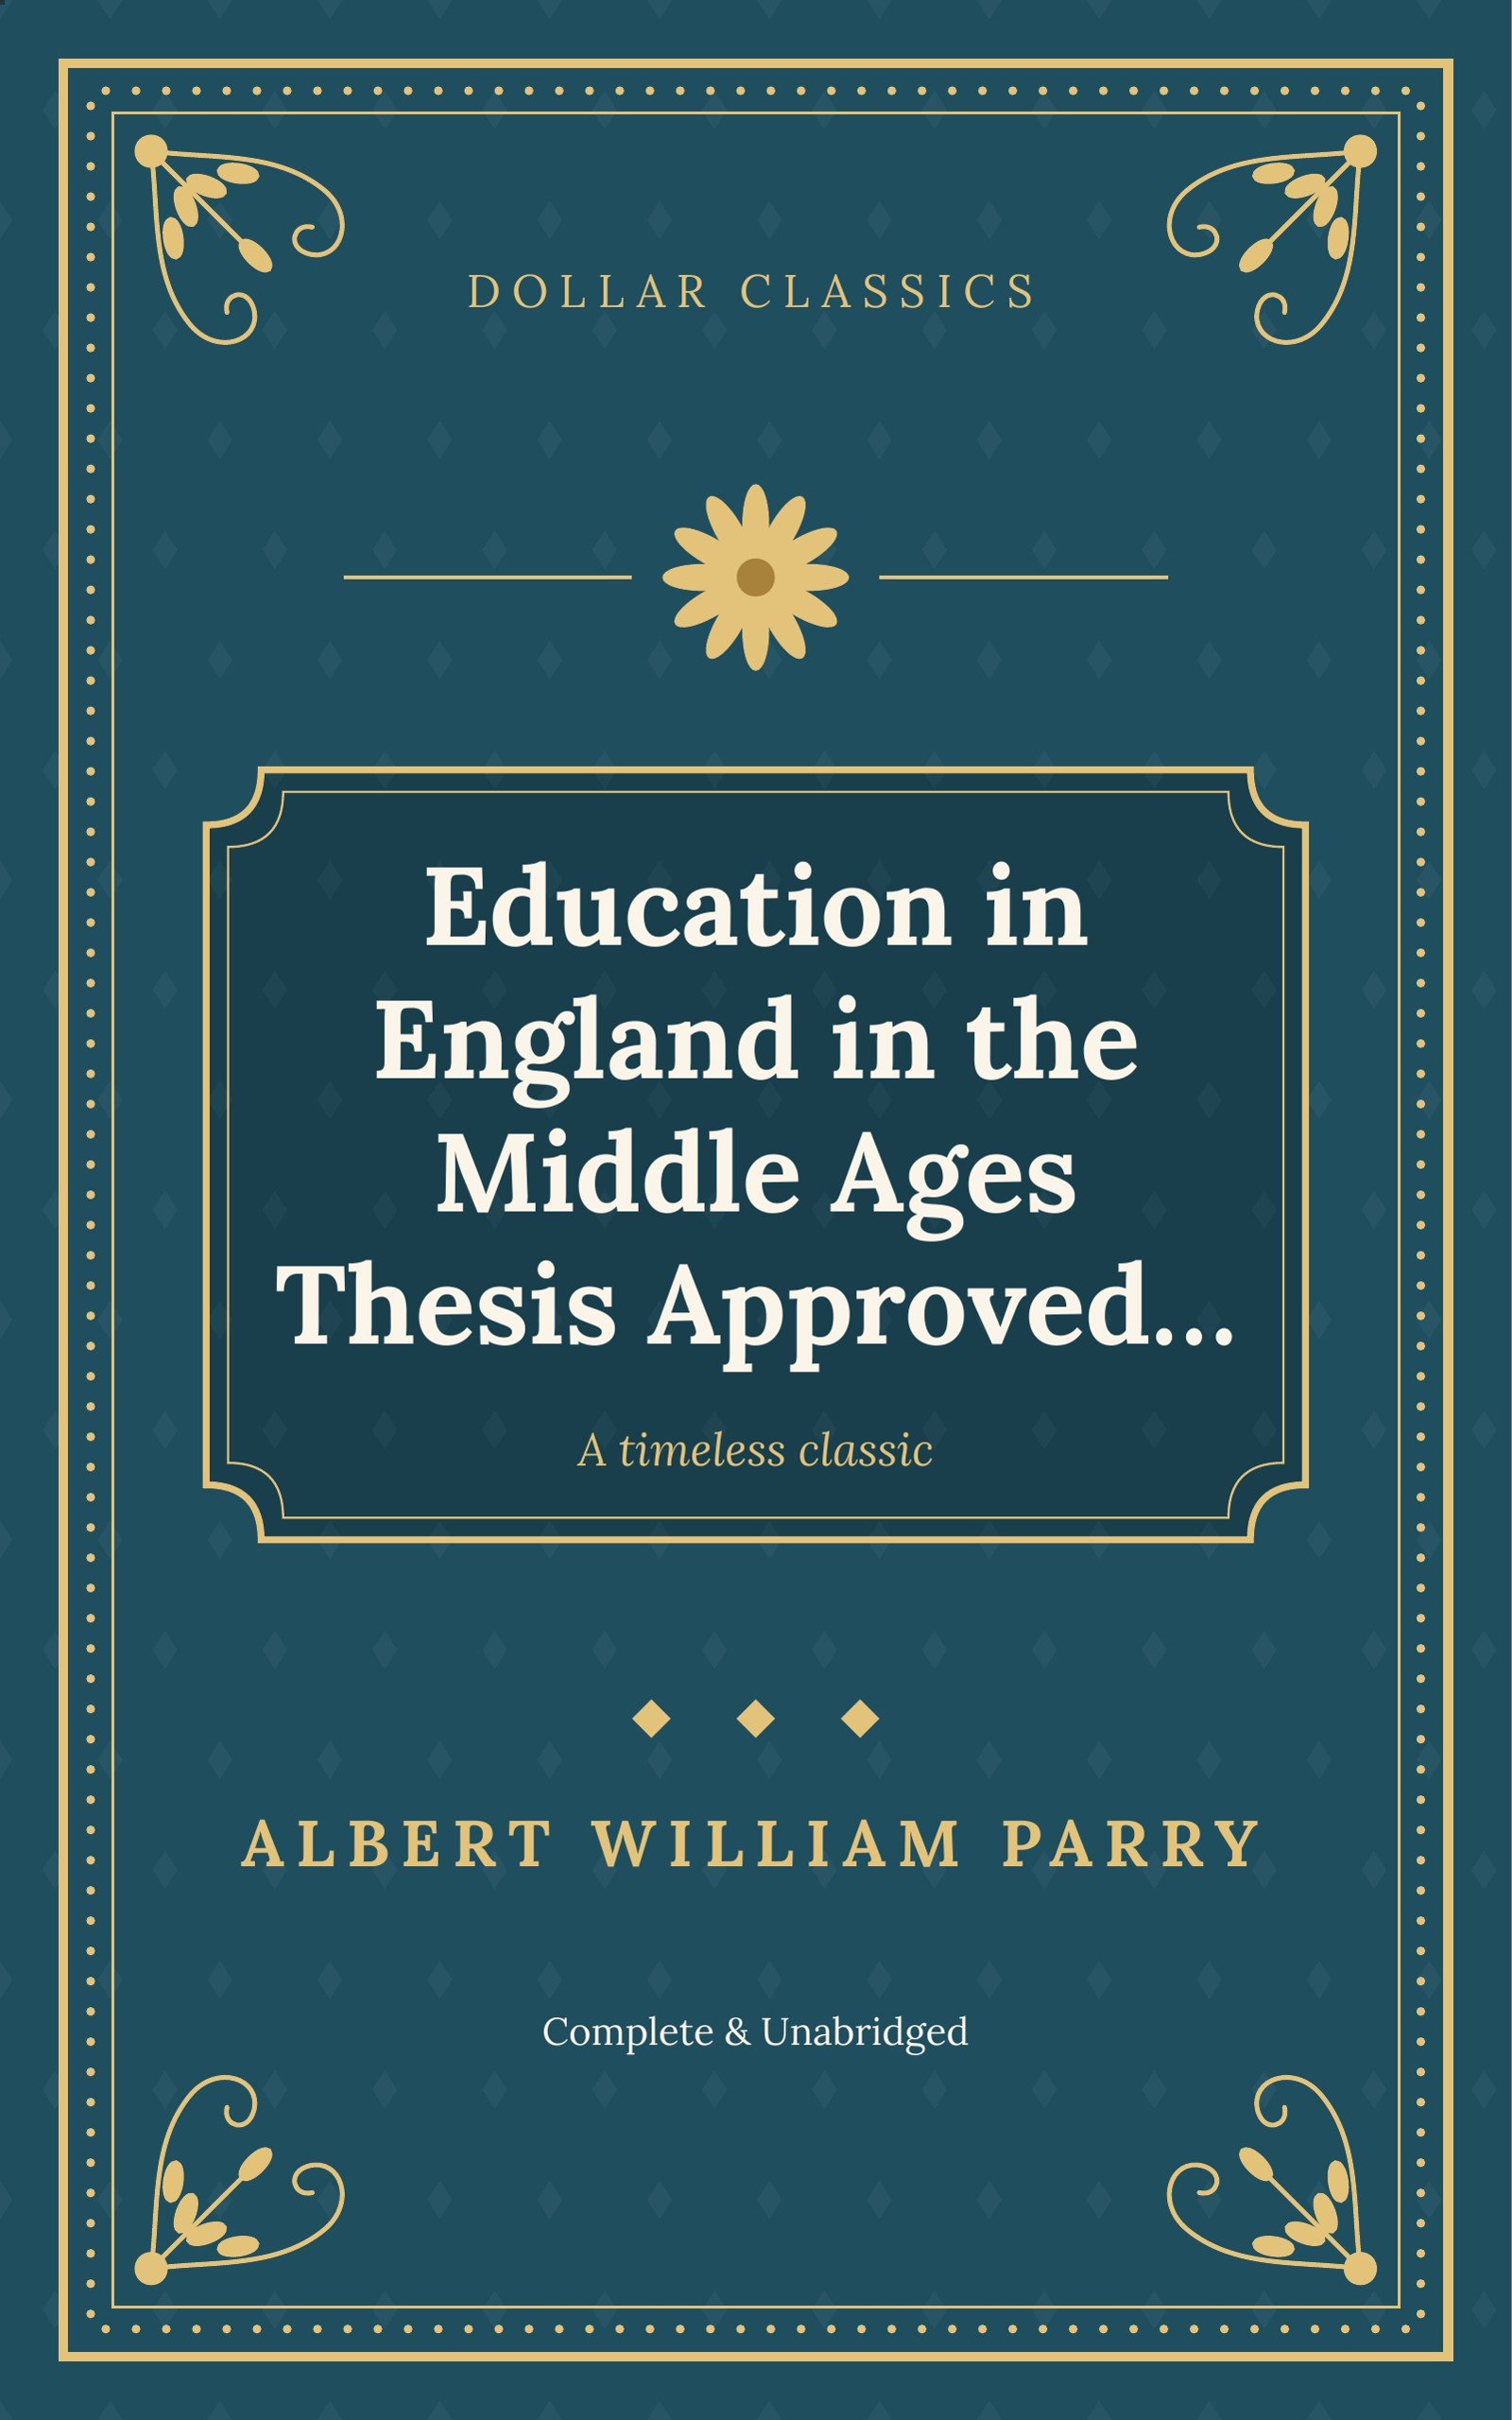 DOLLAR CLASSICS
Education in
England in the
Middle Ages
Thesis Approved...
A timeless classic
ALBERT WILLIAM PARRY
Complete & Unabridged